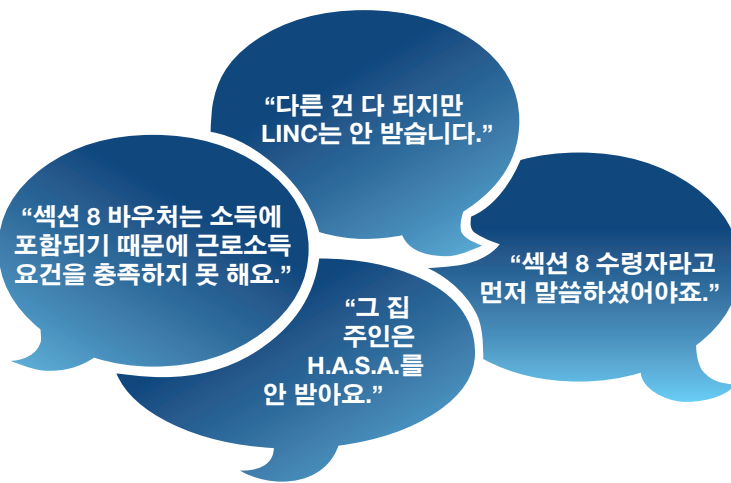 “다른 건 다 되지만
LINC는 안 받습니다.”
“섹션 8 바우처는 소득에
포함되기 때문에 근로소득
요건을 충족하지 못 해요.”
“섹션 8 수령자라고
먼저 말씀하셨어야죠.”
“그 집
주인은
H.A.S.A.를
안 받아요.”